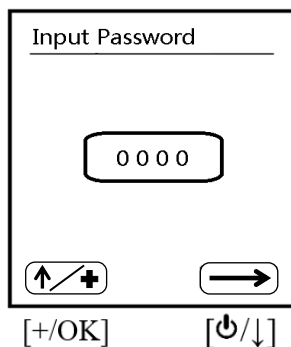 Input Password
0000
↑/+ →
[+/OK] [⏻/↓]